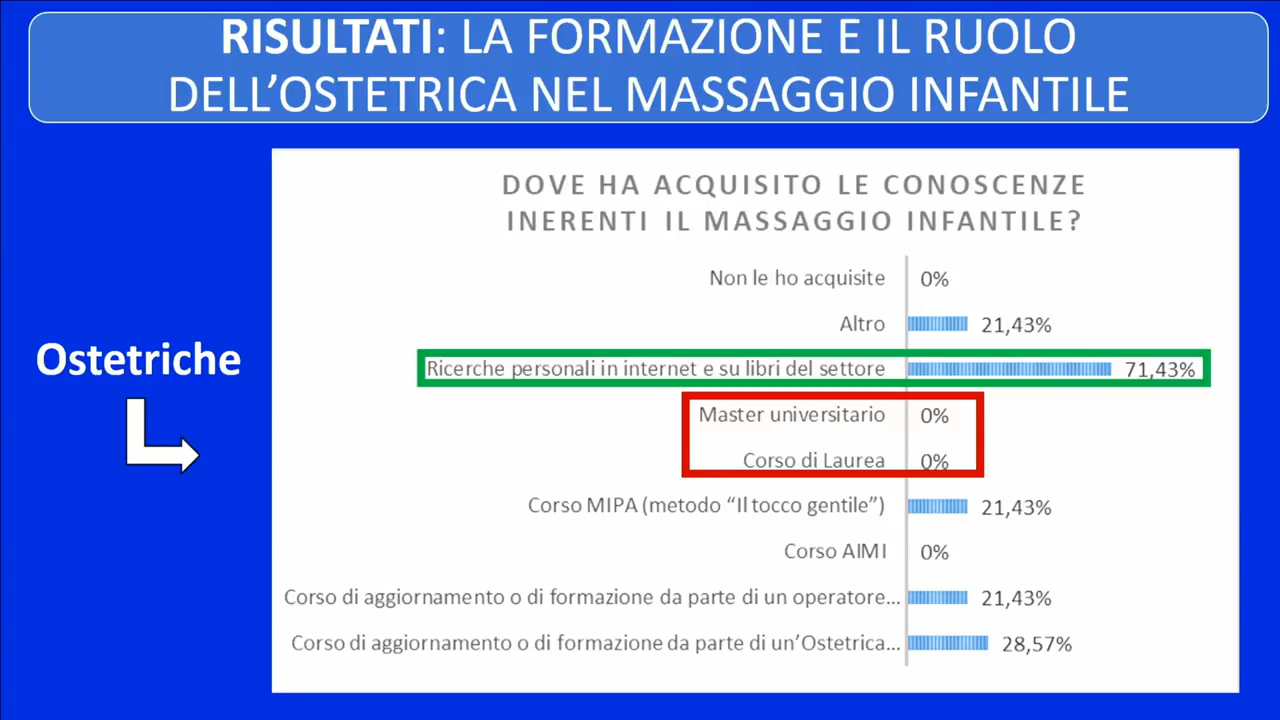 RISULTATI: LA FORMAZIONE E IL RUOLO
DELL'OSTETRICA NEL MASSAGGIO INFANTILE
Ostetriche
DOVE HA ACQUISITO LE CONOSCENZE
INERENTI IL MASSAGGIO INFANTILE?
Non le ho acquisite 0%
Altro 21,43%
Ricerche personali in internet e su libri del settore 71,43%
Master universitario 0%
Corso di Laurea 0%
Corso MIPA (metodo “Il tocco gentile”) 21,43%
Corso AIMI 0%
Corso di aggiornamento o di formazione da parte di un operatore... 21,43%
Corso di aggiornamento o di formazione da parte di un'Ostetrica... 28,57%